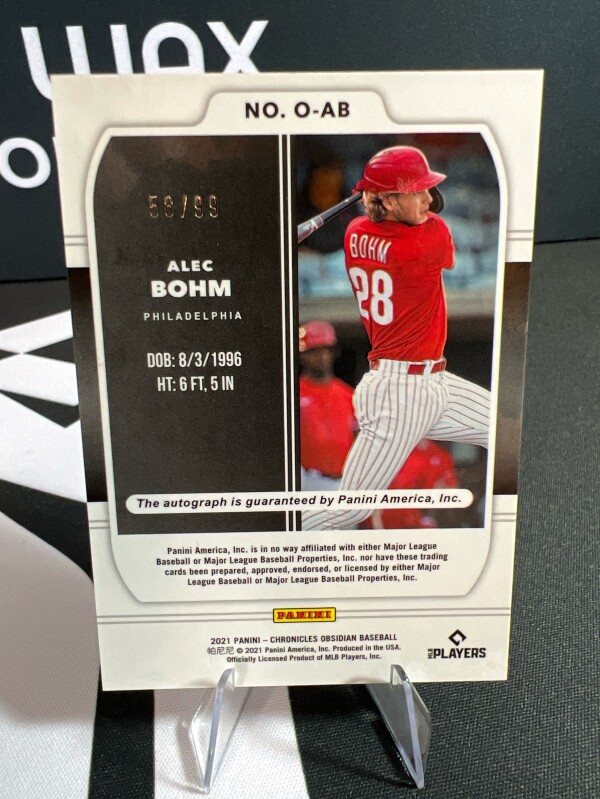 WAX
NO. O-AB
58/99
ALEC
BOHM
PHILADELPHIA
DOB: 8/3/1996
HT: 6 FT, 5 IN
BOHM
28
The autograph is guaranteed by Panini America, Inc.
Panini America, Inc. is in no way affiliated with either Major League
Baseball or Major League Baseball Properties, Inc. nor have these trading
cards been prepared, approved, endorsed, or licensed by either Major
League Baseball or Major League Baseball Properties, Inc.
PANINI
2021 PANINI – CHRONICLES OBSIDIAN BASEBALL
帕尼尼 © 2021 Panini America, Inc. Produced in the USA.
Officially Licensed Product of MLB Players, Inc.
MLB PLAYERS